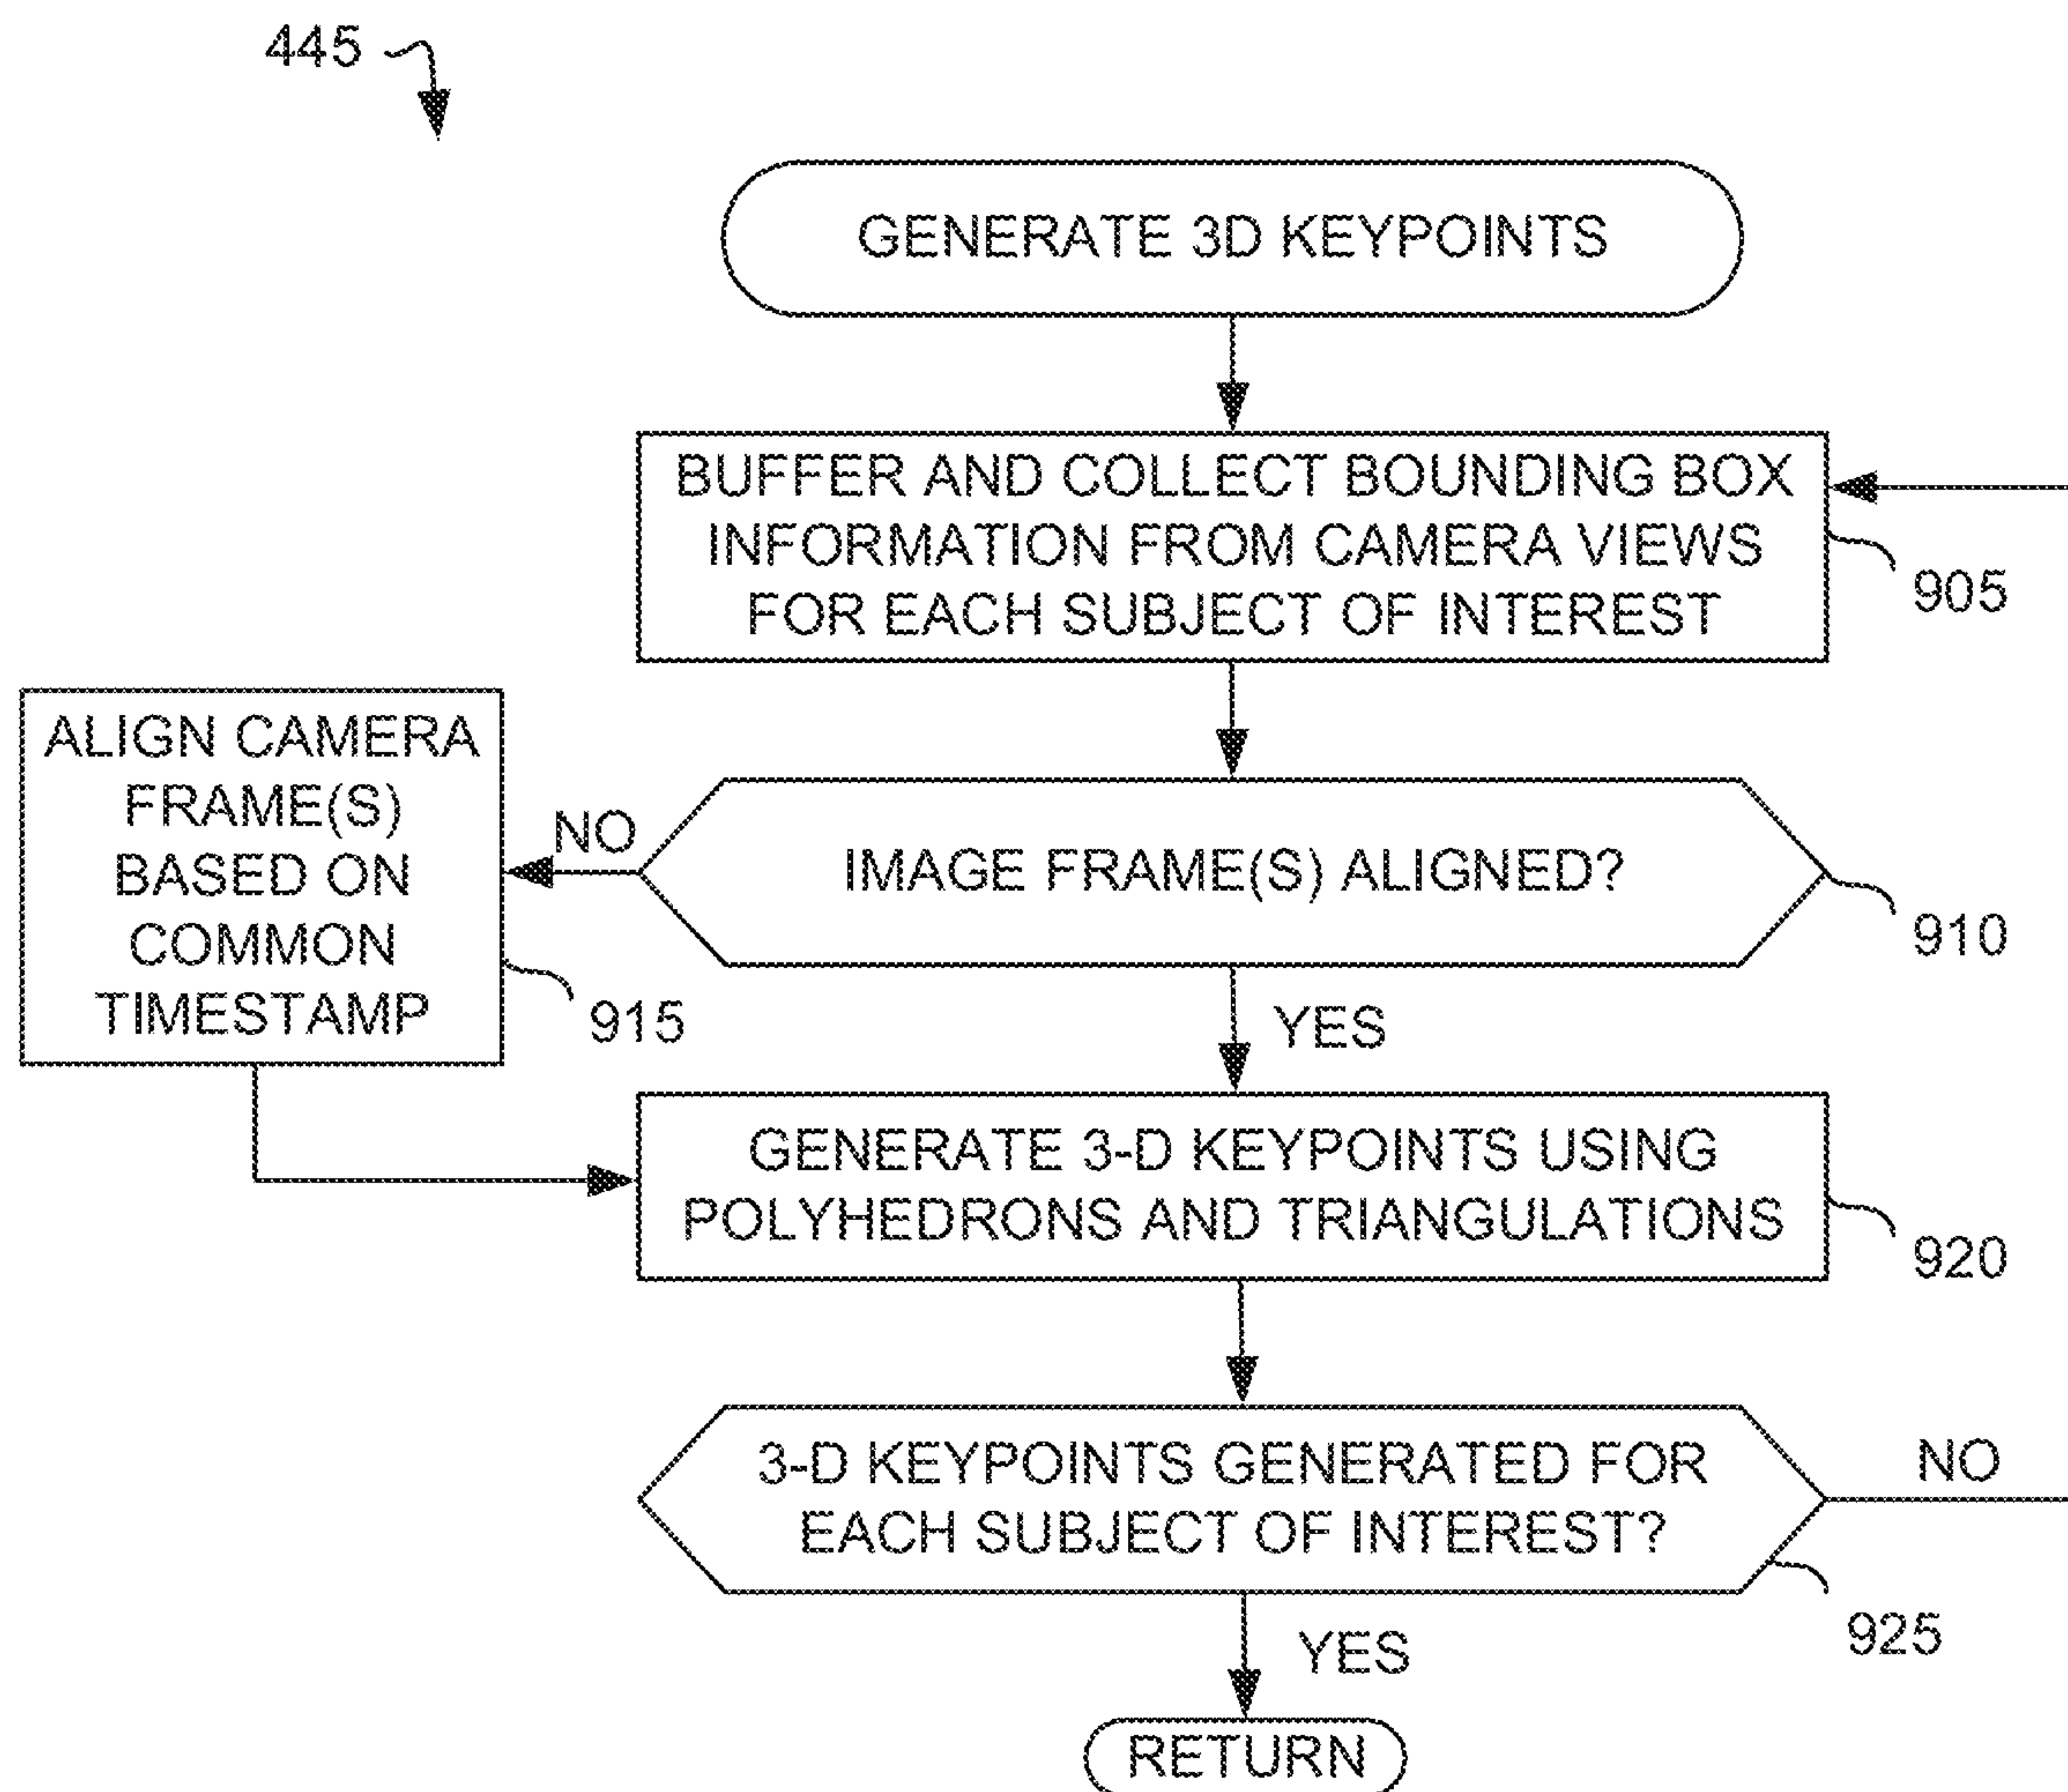 445
GENERATE 3D KEYPOINTS
BUFFER AND COLLECT BOUNDING BOX
INFORMATION FROM CAMERA VIEWS
FOR EACH SUBJECT OF INTEREST
905
ALIGN CAMERA
FRAME(S)
BASED ON
COMMON
TIMESTAMP
915
NO
IMAGE FRAME(S) ALIGNED?
910
YES
GENERATE 3-D KEYPOINTS USING
POLYHEDRONS AND TRIANGULATIONS
920
3-D KEYPOINTS GENERATED FOR
EACH SUBJECT OF INTEREST?
NO
925
YES
RETURN